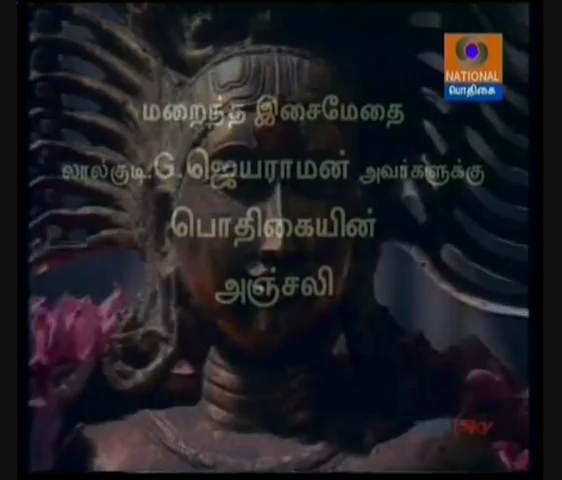 NATIONAL
பொதிகை
மறைந்த இசைமேதை
லால்குடி.G.ஜெயராமன் அவர்களுக்கு
பொதிகையின்
அஞ்சலி